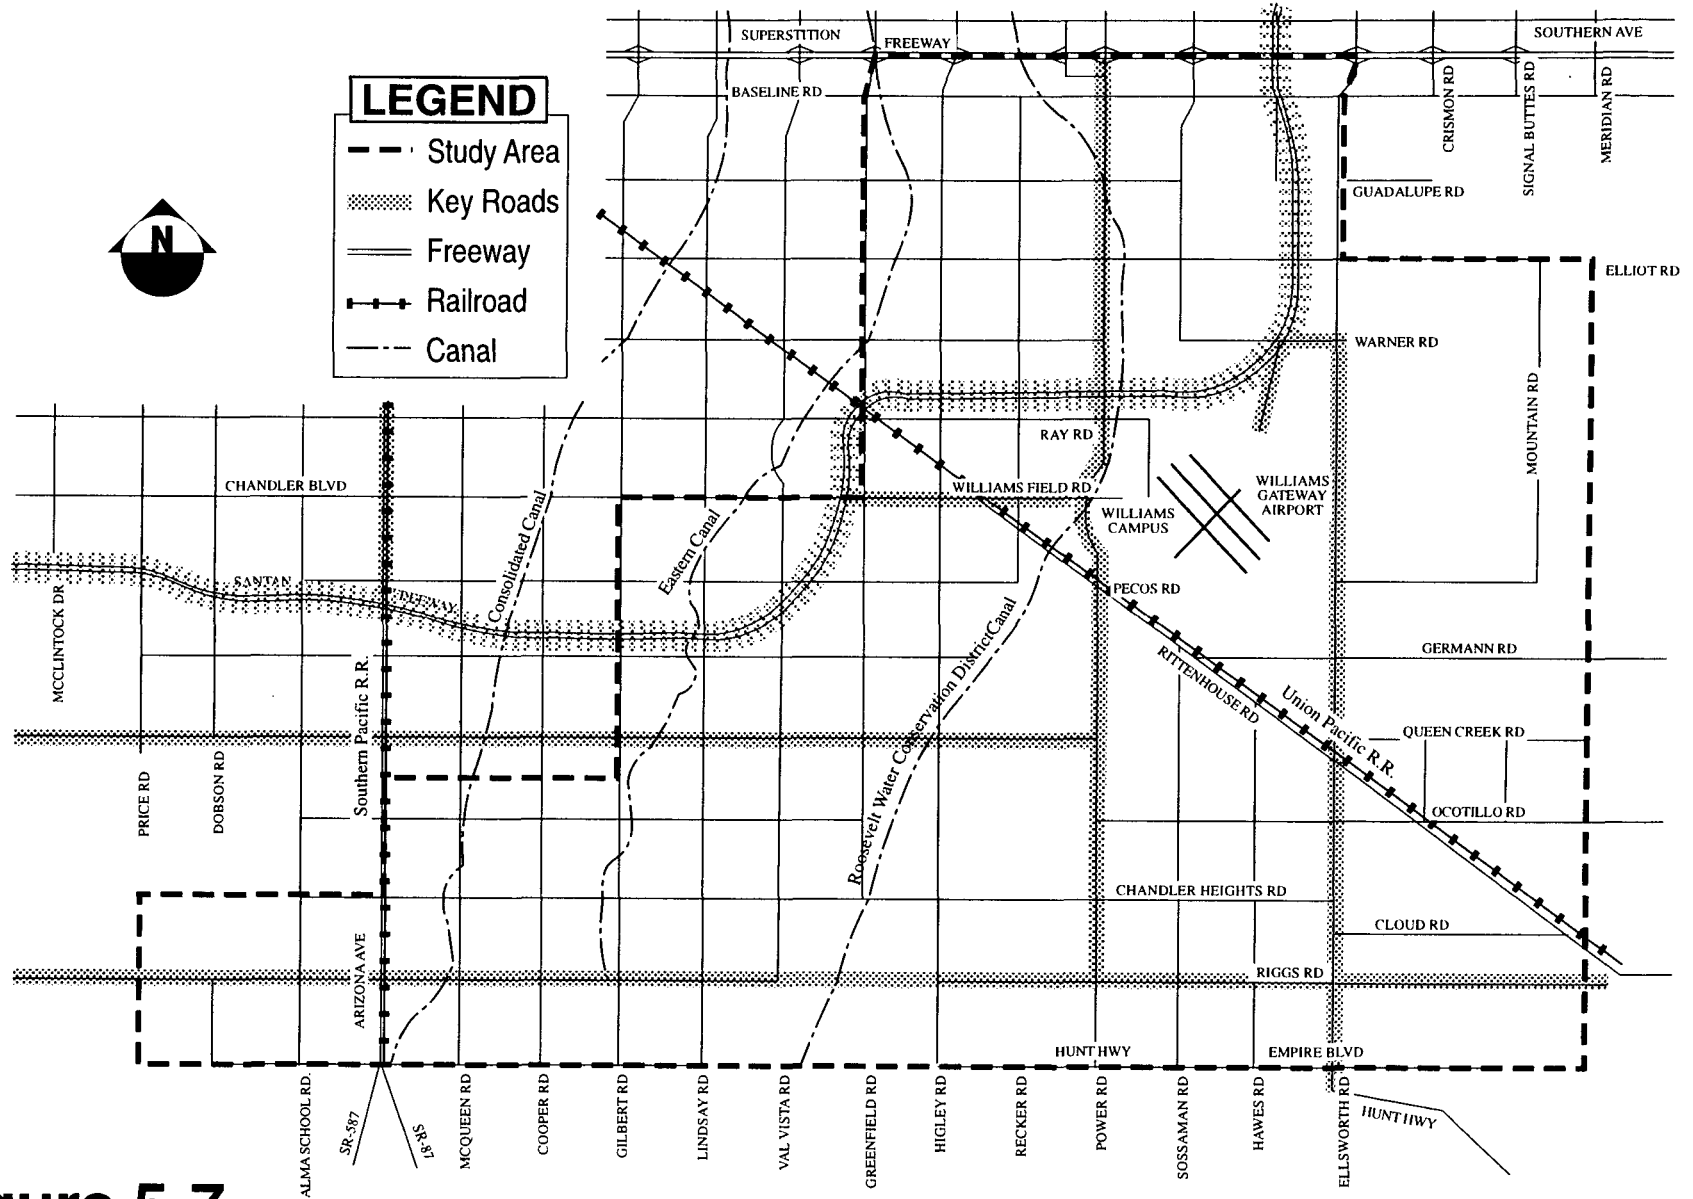 SUPERSTITION
FREEWAY
SOUTHERN AVE
BASELINE RD
CRISMON RD
SIGNAL BUTTES RD
MERIDIAN RD
LEGEND
Study Area
Key Roads
Freeway
Railroad
Canal
N
GUADALUPE RD
ELLIOT RD
WARNER RD
MOUNTAIN RD
RAY RD
CHANDLER BLVD
WILLIAMS FIELD RD
WILLIAMS
CAMPUS
WILLIAMS
GATEWAY
AIRPORT
Consolidated Canal
Eastern Canal
SANTAN
PECOS RD
MCCLINTOCK DR
Southern Pacific R.R.
Roosevelt Water Conservation District Canal
GERMANN RD
RITTENHOUSE RD
Union Pacific R.R.
QUEEN CREEK RD
PRICE RD
DOBSON RD
OCOTILLO RD
CHANDLER HEIGHTS RD
CLOUD RD
ARIZONA AVE
RIGGS RD
HUNT HWY
EMPIRE BLVD
ALMA SCHOOL RD.
SR-587
SR-87
MCQUEEN RD
COOPER RD
GILBERT RD
LINDSAY RD
VAL VISTA RD
GREENFIELD RD
HIGLEY RD
RECKER RD
POWER RD
SOSSAMAN RD
HAWES RD
ELLSWORTH RD
HUNT HWY